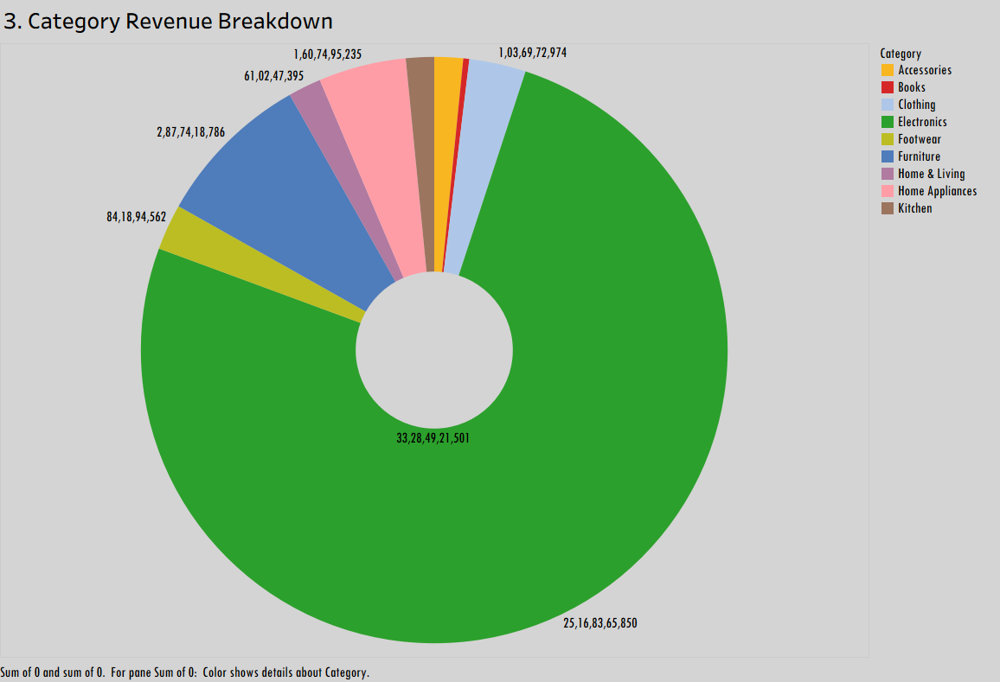 3. Category Revenue Breakdown
1,60,74,95,235
1,03,69,72,974
61,02,47,395
2,87,74,18,786
84,18,94,562
33,28,49,21,501
25,16,83,65,850
Category
Accessories
Books
Clothing
Electronics
Footwear
Furniture
Home & Living
Home Appliances
Kitchen
Sum of 0 and sum of 0.  For pane Sum of 0:  Color shows details about Category.